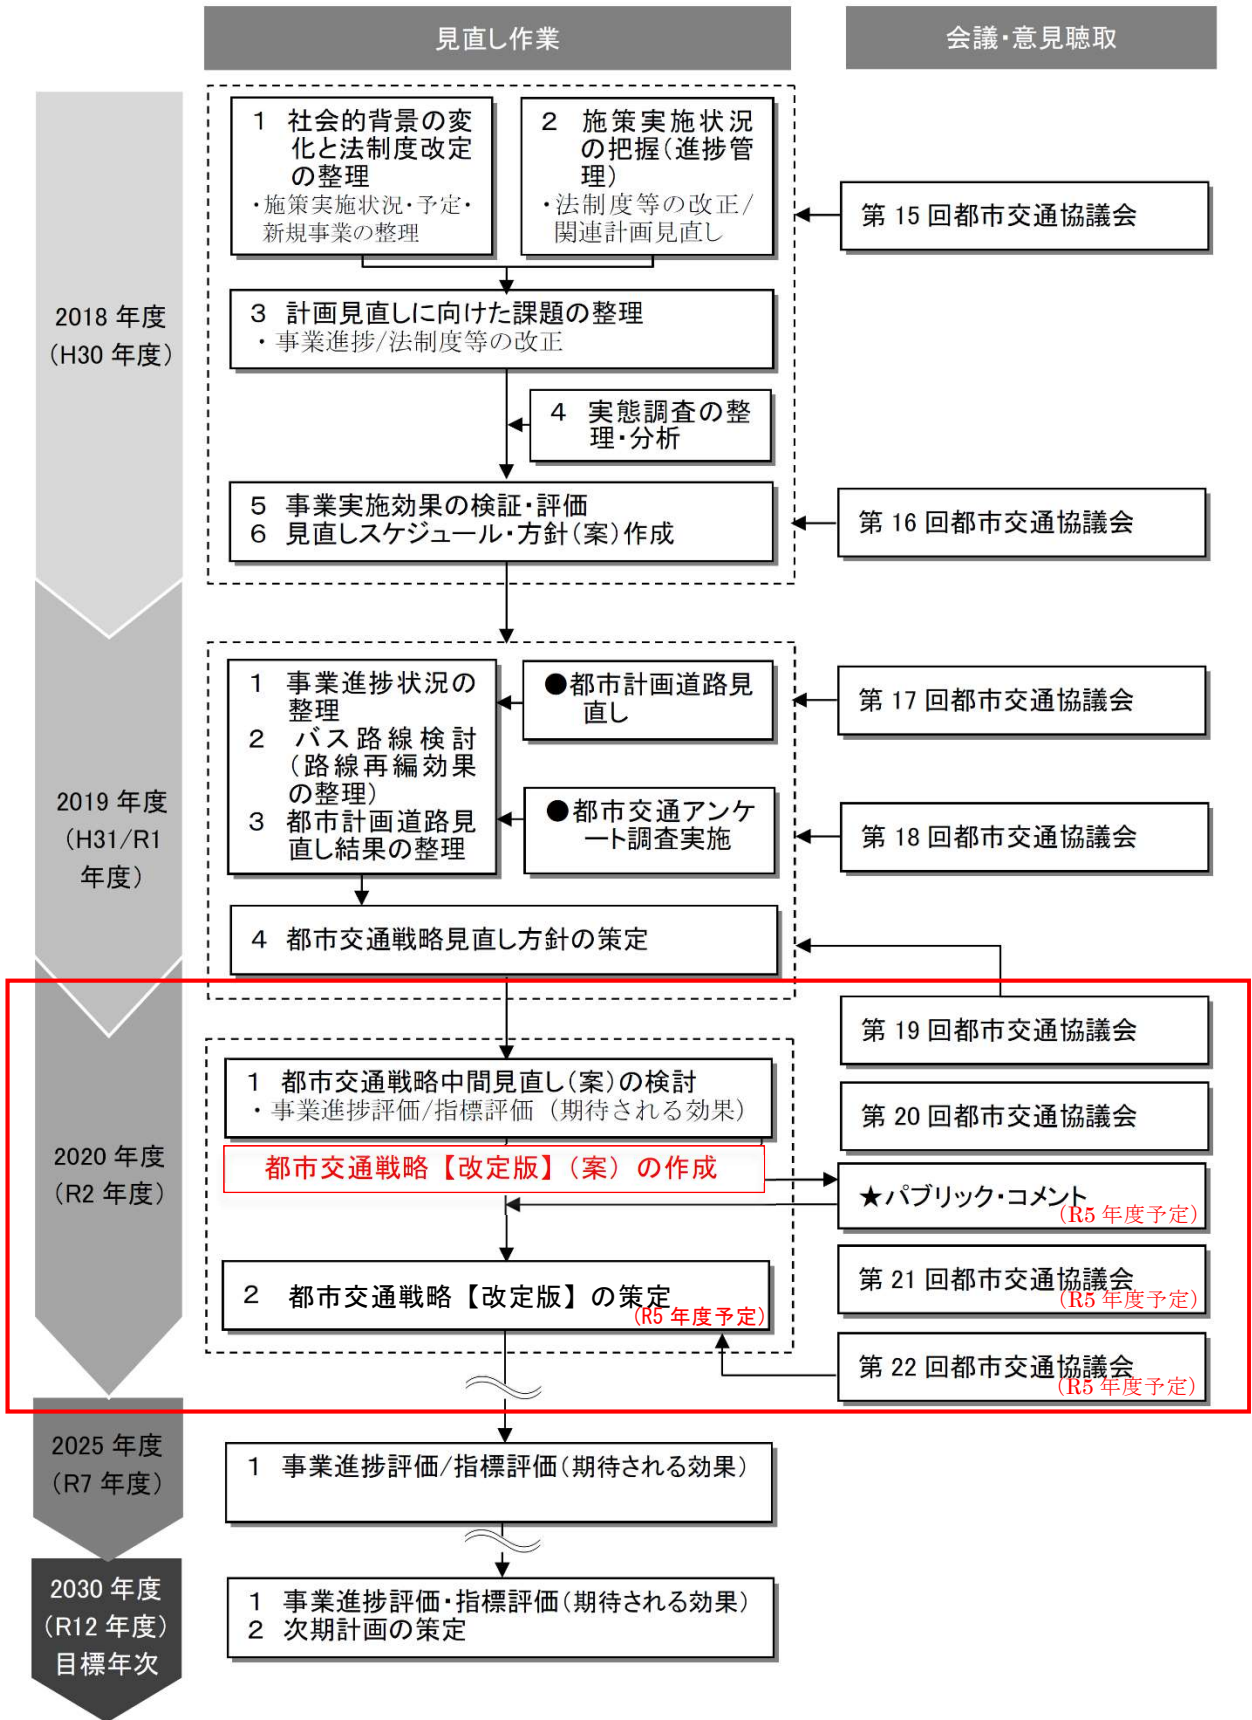 見直し作業
会議・意見聴取
2018 年度
（H30 年度）
1 社会的背景の変
化と法制度改定
の整理
・施策実施状況・予定・
新規事業の整理
2 施策実施状況
の把握（進捗管
理）
・法制度等の改正/
関連計画見直し
第 15 回都市交通協議会
3 計画見直しに向けた課題の整理
・事業進捗/法制度等の改正
4 実態調査の整
理・分析
5 事業実施効果の検証・評価
6 見直しスケジュール・方針（案）作成
第 16 回都市交通協議会
2019 年度
（H31/R1
年度）
1 事業進捗状況の
整理
2 バス路線検討
（路線再編効果
の整理）
3 都市計画道路見
直し結果の整理
●都市計画道路見
直し
●都市交通アンケ
ート調査実施
第 17 回都市交通協議会
第 18 回都市交通協議会
4 都市交通戦略見直し方針の策定
2020 年度
（R2 年度）
第 19 回都市交通協議会
1 都市交通戦略中間見直し（案）の検討
・事業進捗評価/指標評価（期待される効果）
第 20 回都市交通協議会
都市交通戦略【改定版】（案）の作成
★パブリック・コメント
（R5 年度予定）
2 都市交通戦略【改定版】の策定
（R5 年度予定）
第 21 回都市交通協議会
（R5 年度予定）
第 22 回都市交通協議会
（R5 年度予定）
2025 年度
（R7 年度）
1 事業進捗評価/指標評価（期待される効果）
2030 年度
（R12 年度）
目標年次
1 事業進捗評価・指標評価（期待される効果）
2 次期計画の策定